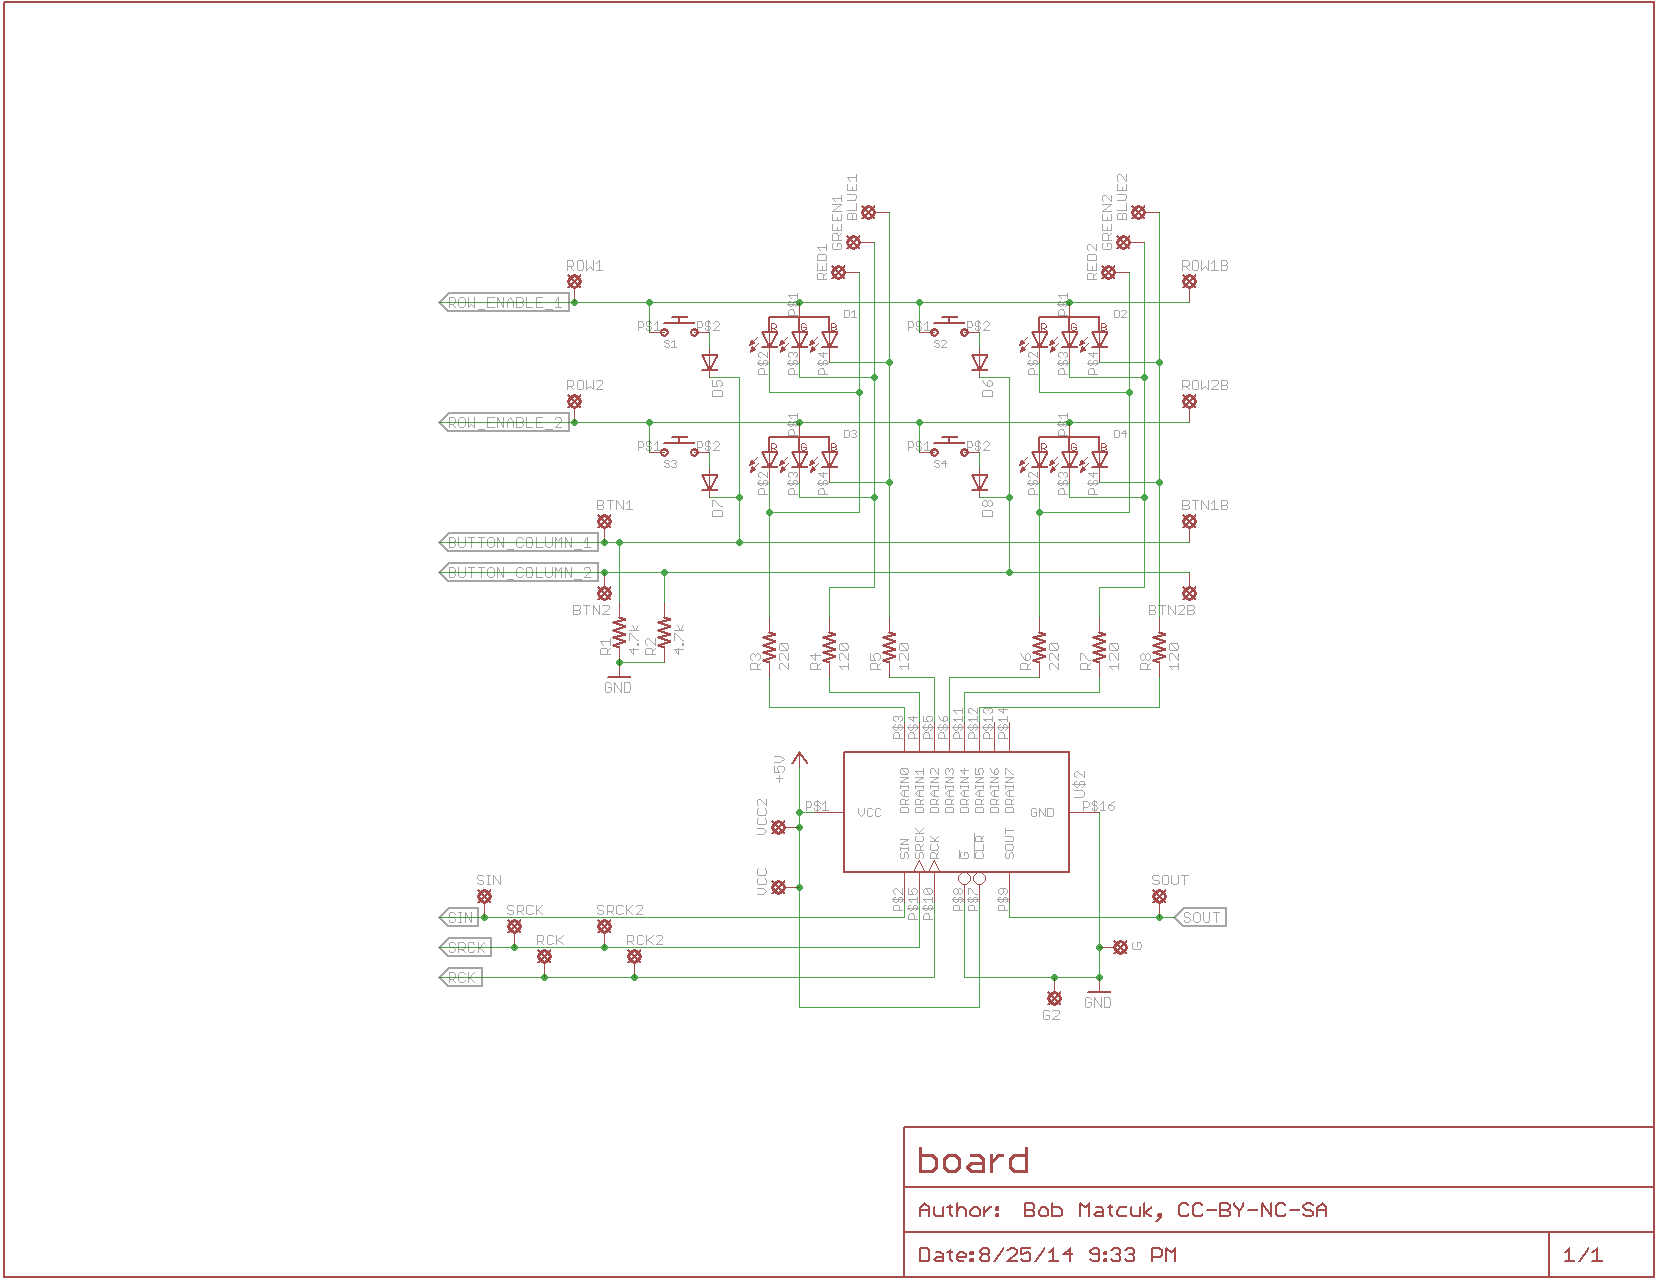 BLUE1
BLUE2
GREEN1
GREEN2
RED1
RED2
ROW1
ROW1B
ROW_ENABLE_1
P$1
P$1
D1
D2
P$1
P$2
R
G
B
P$1
P$2
R
G
B
S1
S2
P$2
P$3
P$4
P$2
P$3
P$4
D5
D6
ROW2
ROW2B
ROW_ENABLE_2
P$1
P$1
D3
D4
P$1
P$2
R
G
B
P$1
P$2
R
G
B
S3
S4
P$2
P$3
P$4
P$2
P$3
P$4
D7
D8
BTN1
BTN1B
BUTTON_COLUMN_1
BUTTON_COLUMN_2
BTN2
BTN2B
R1
4.7k
R2
4.7k
R3
220
R4
120
R5
120
R6
220
R7
120
R8
120
GND
P$3
P$4
P$5
P$6
P$11
P$12
P$13
P$14
+5V
DRAIN0
DRAIN1
DRAIN2
DRAIN3
DRAIN4
DRAIN5
DRAIN6
DRAIN7
U$2
VCC2
P$1
VCC
GND
P$16
SIN
SRCK
RCK
G
CLR
SOUT
VCC
P$2
P$15
P$10
P$8
P$7
P$9
SIN
SOUT
SIN
SRCK
SRCK2
SOUT
SRCK
RCK
RCK2
G
RCK
G2
GND
board
Author: Bob Matcuk, CC-BY-NC-SA
Date:8/25/14 9:33 PM
1/1